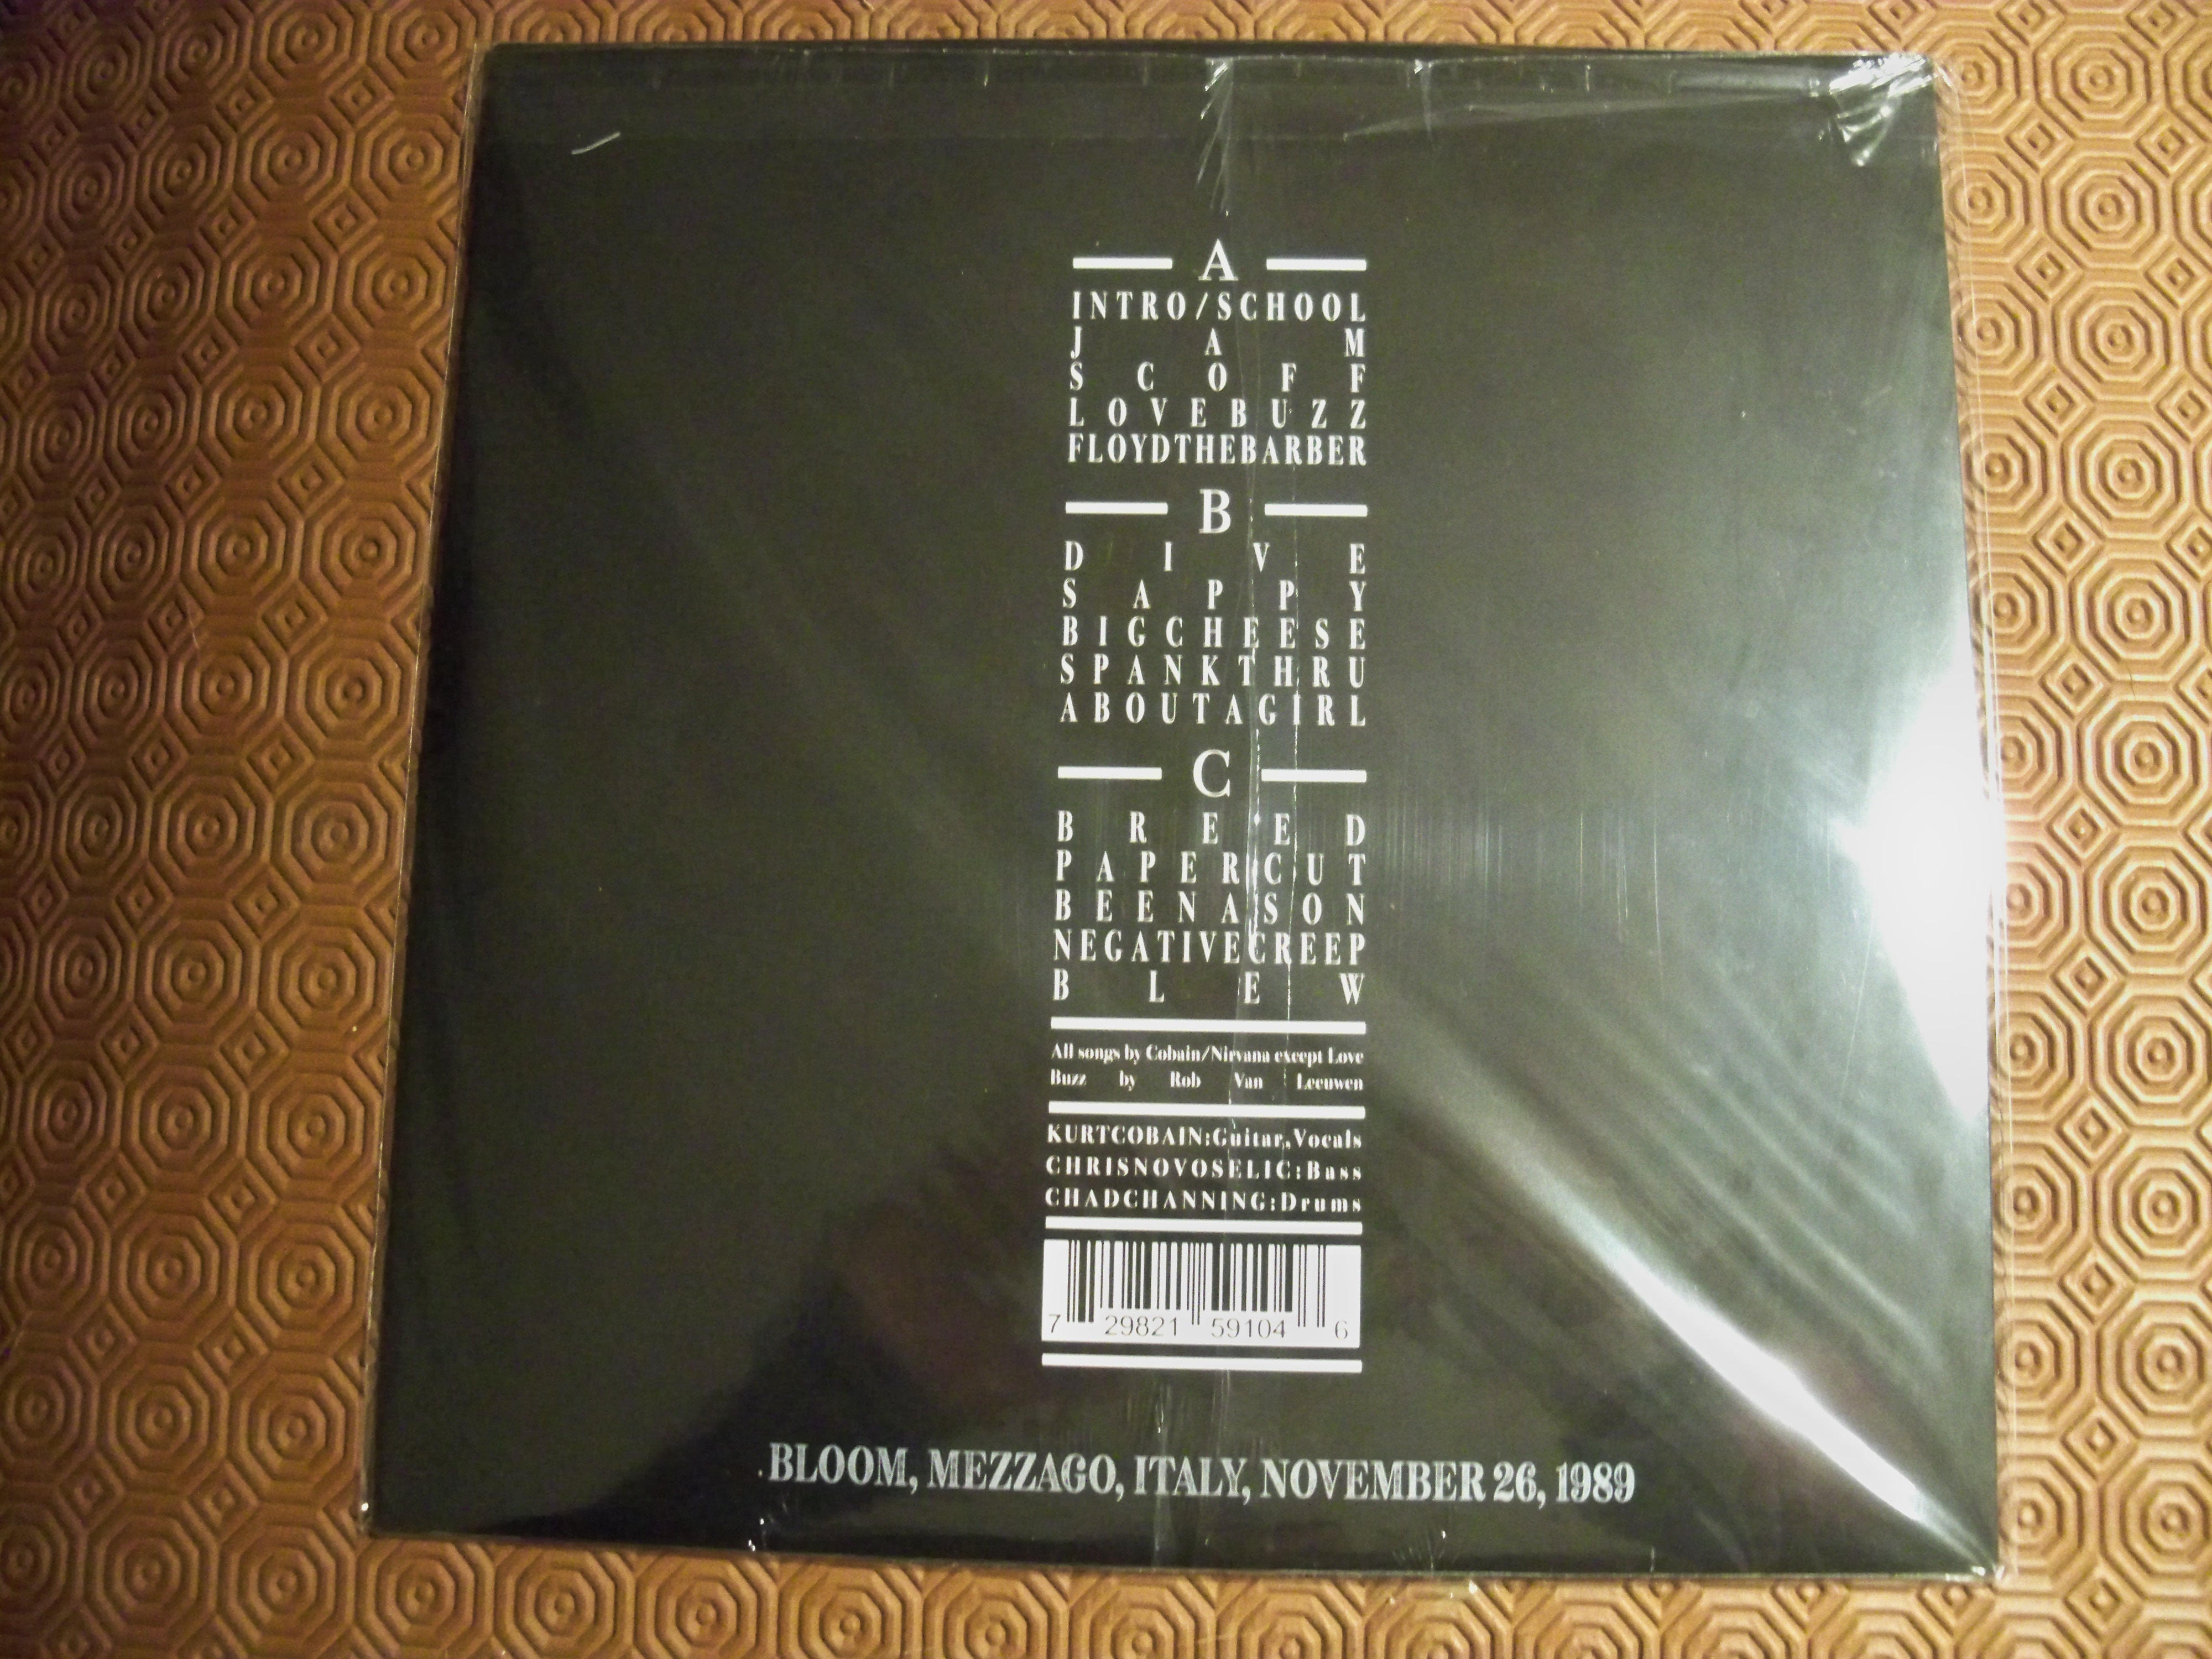 A
INTRO/SCHOOL
JAM
SCOFF
LOVEBUZZ
FLOYDTHEBARBER
B
DIVE
SAPPY
BIGCHEESE
SPANKTHRU
ABOUTAGIRL
C
BREED
PAPERCUT
BEENASON
NEGATIVECREEP
BLEW
All songs by Cobain/Nirvana except Love
Buzz by Rob Van Leeuwen
KURTCOBAIN:Guitar,Vocals
CHRISNOVOSELIC:Bass
CHADCHANNING:Drums
7 29821 59104 6
BLOOM, MEZZAGO, ITALY, NOVEMBER 26, 1989